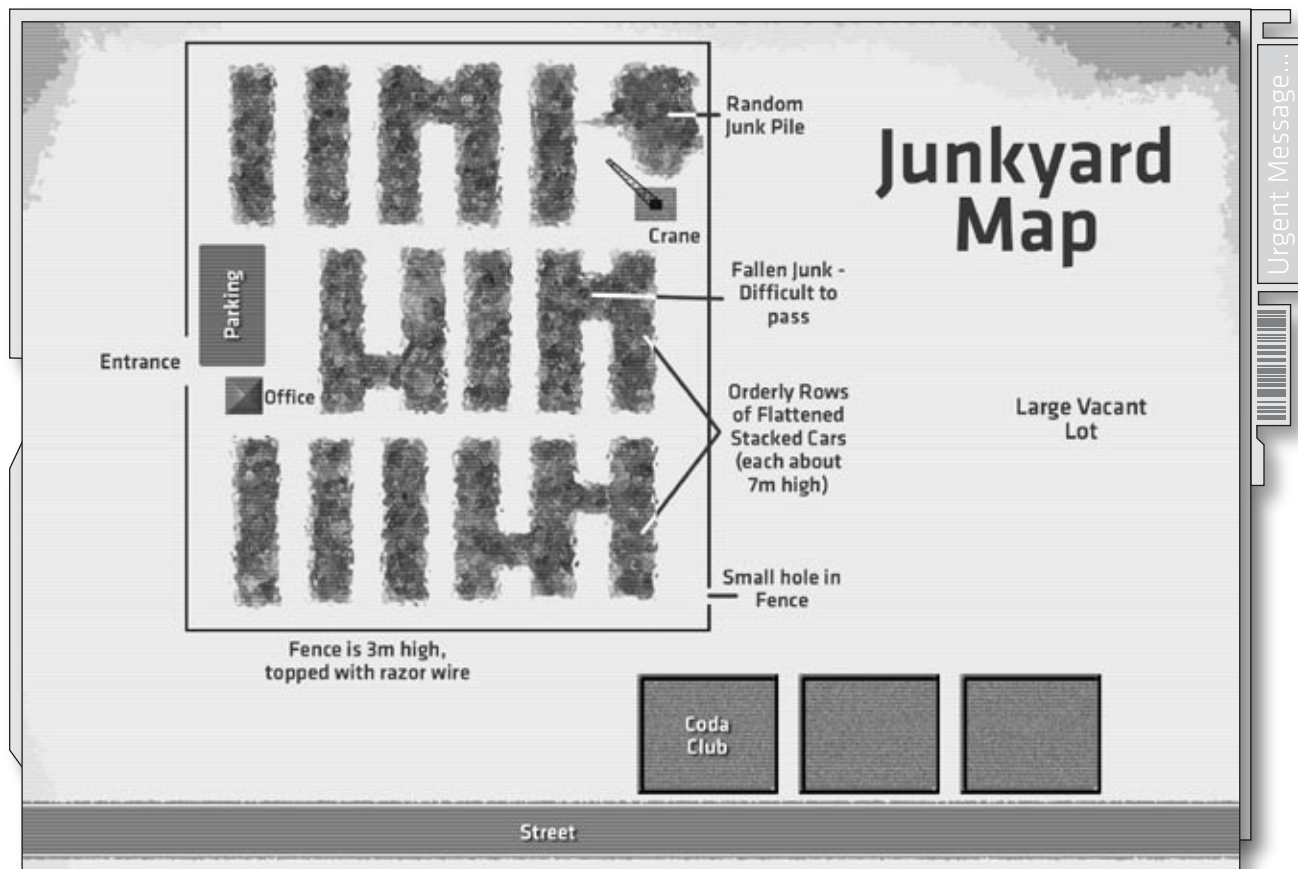 Urgent Message...
Junkyard
Map
Random
Junk Pile
Crane
Fallen Junk -
Difficult to
pass
Parking
Entrance
Office
Orderly Rows
of Flattened
Stacked Cars
(each about
7m high)
Large Vacant
Lot
Small hole in
Fence
Fence is 3m high,
topped with razor wire
Coda
Club
Street